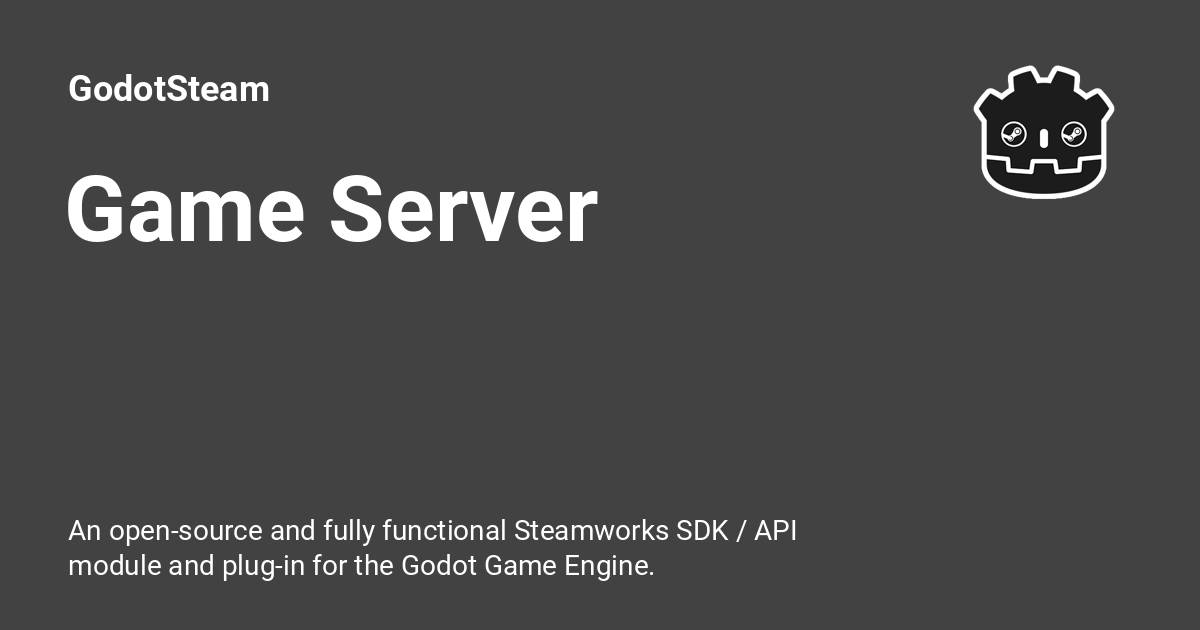 GodotSteam
Game Server
An open-source and fully functional Steamworks SDK / API
module and plug-in for the Godot Game Engine.